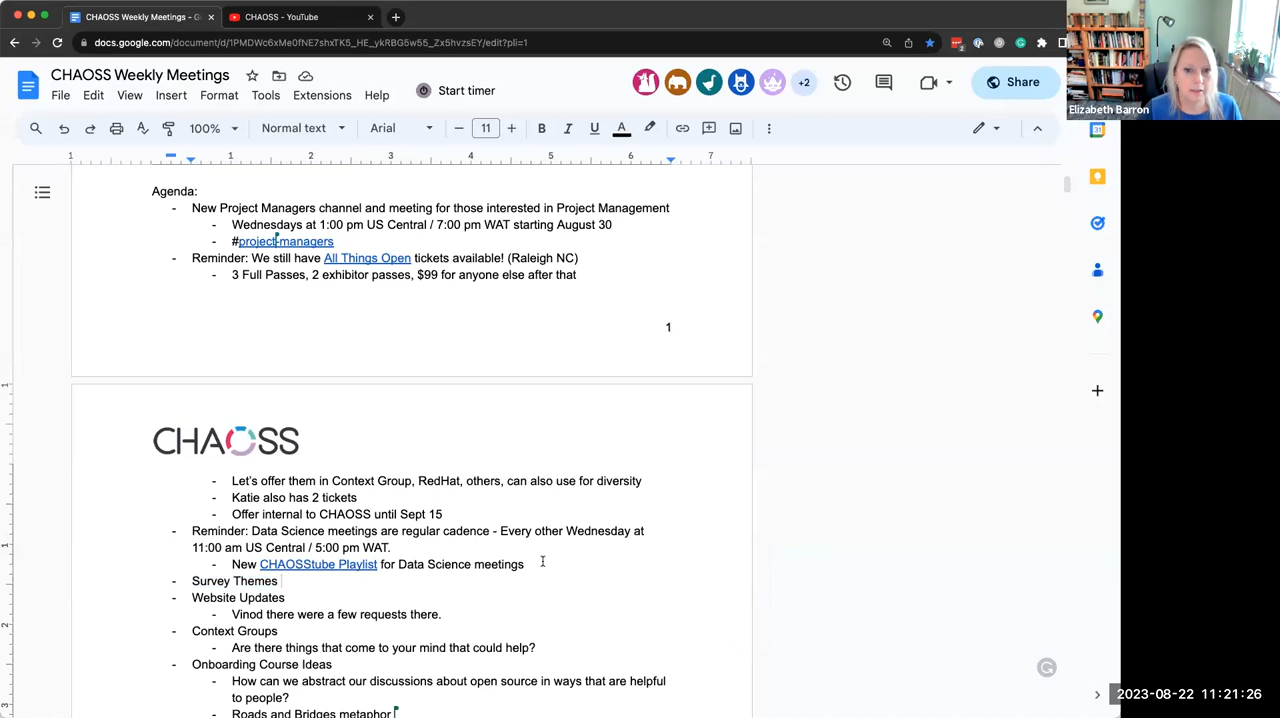 CHAOSS Weekly Meetings - G
CHAOSS - YouTube
docs.google.com/document/d/1PMDWc6xMe0fNE7shxTK5_HE_ykRBG5w55_Zx5hvzsEY/edit?pli=1
CHAOSS Weekly Meetings
File Edit View Insert Format Tools Extensions Help
Start timer
+2
Share
Elizabeth Barron
100% Normal text Arial 11 B I U A
1 1 2 3 4 5 6 7
Agenda:
- New Project Managers channel and meeting for those interested in Project Management
- Wednesdays at 1:00 pm US Central / 7:00 pm WAT starting August 30
- #project-managers
- Reminder: We still have All Things Open tickets available! (Raleigh NC)
- 3 Full Passes, 2 exhibitor passes, $99 for anyone else after that
1
CHAOSS
- Let's offer them in Context Group, RedHat, others, can also use for diversity
- Katie also has 2 tickets
- Offer internal to CHAOSS until Sept 15
- Reminder: Data Science meetings are regular cadence - Every other Wednesday at
11:00 am US Central / 5:00 pm WAT.
- New CHAOSStube Playlist for Data Science meetings
- Survey Themes
- Website Updates
- Vinod there were a few requests there.
- Context Groups
- Are there things that come to your mind that could help?
- Onboarding Course Ideas
- How can we abstract our discussions about open source in ways that are helpful
to people?
- Roads and Bridges metaphor
2023-08-22 11:21:26